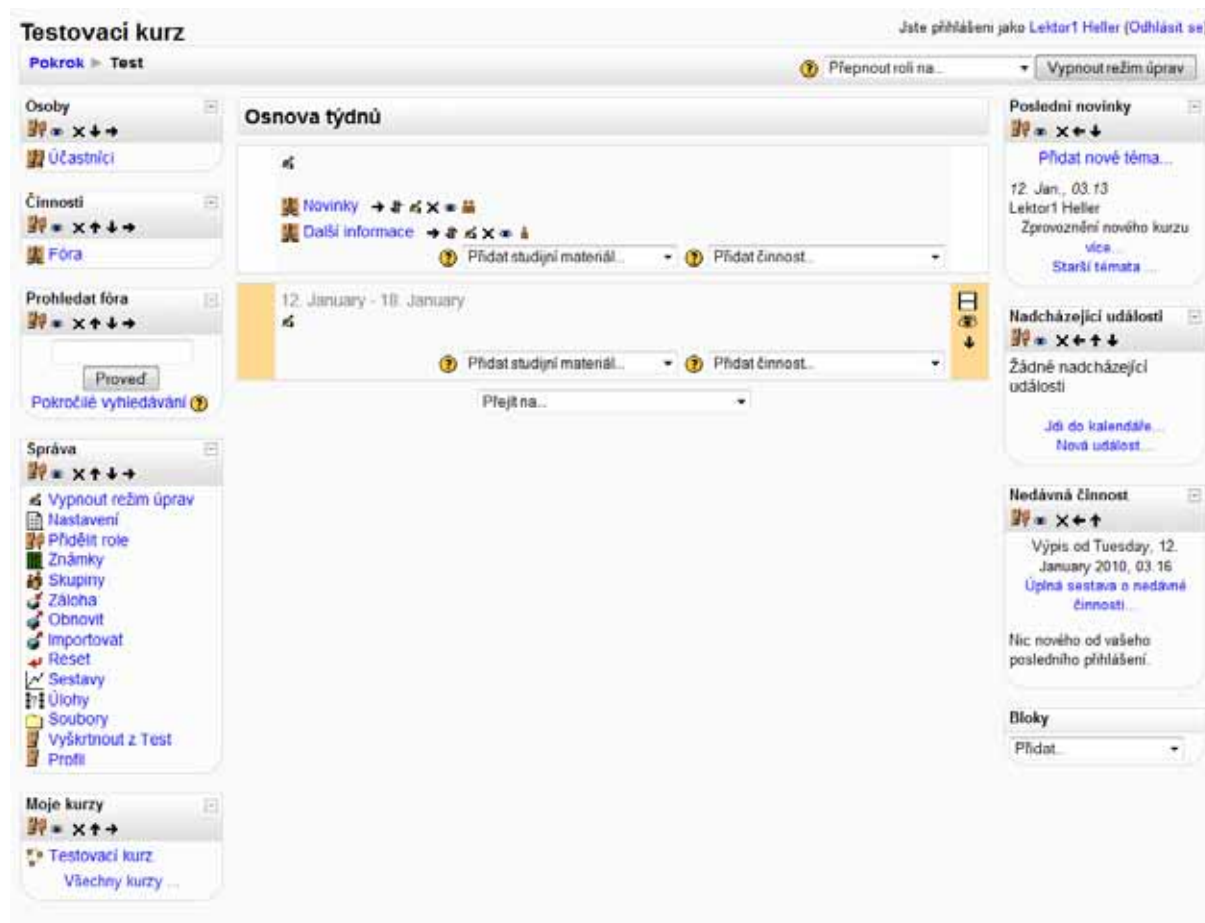 Testovací kurz
Jste přihlášeni jako Lektor1 Heller (Odhlásit se)
Pokrok ► Test
Přepnout roli na...
Vypnout režim úprav
Osoby
Účastníci
Činnosti
Fóra
Prohledat fóra
Proveď
Pokročilé vyhledávání
Správa
Vypnout režim úprav
Nastavení
Přidělit role
Známky
Skupiny
Záloha
Obnovit
Importovat
Reset
Sestavy
Úlohy
Soubory
Vyškrtnout z Test
Profil
Moje kurzy
Testovací kurz
Všechny kurzy ...
Osnova týdnů
Novinky
Další informace
Přidat studijní materiál...
Přidat činnost...
12. January - 18. January
Přidat studijní materiál...
Přidat činnost...
Přejít na...
Poslední novinky
Přidat nové téma...
12. Jan., 03.13
Lektor1 Heller
Zprovoznění nového kurzu
více...
Starší témata ...
Nadcházející události
Žádné nadcházející
události
Jdi do kalendáře...
Nová událost...
Nedávná činnost
Výpis od Tuesday, 12.
January 2010, 03.16
Úplná sestava o nedávné
činnosti...
Nic nového od vašeho
posledního přihlášení.
Bloky
Přidat...